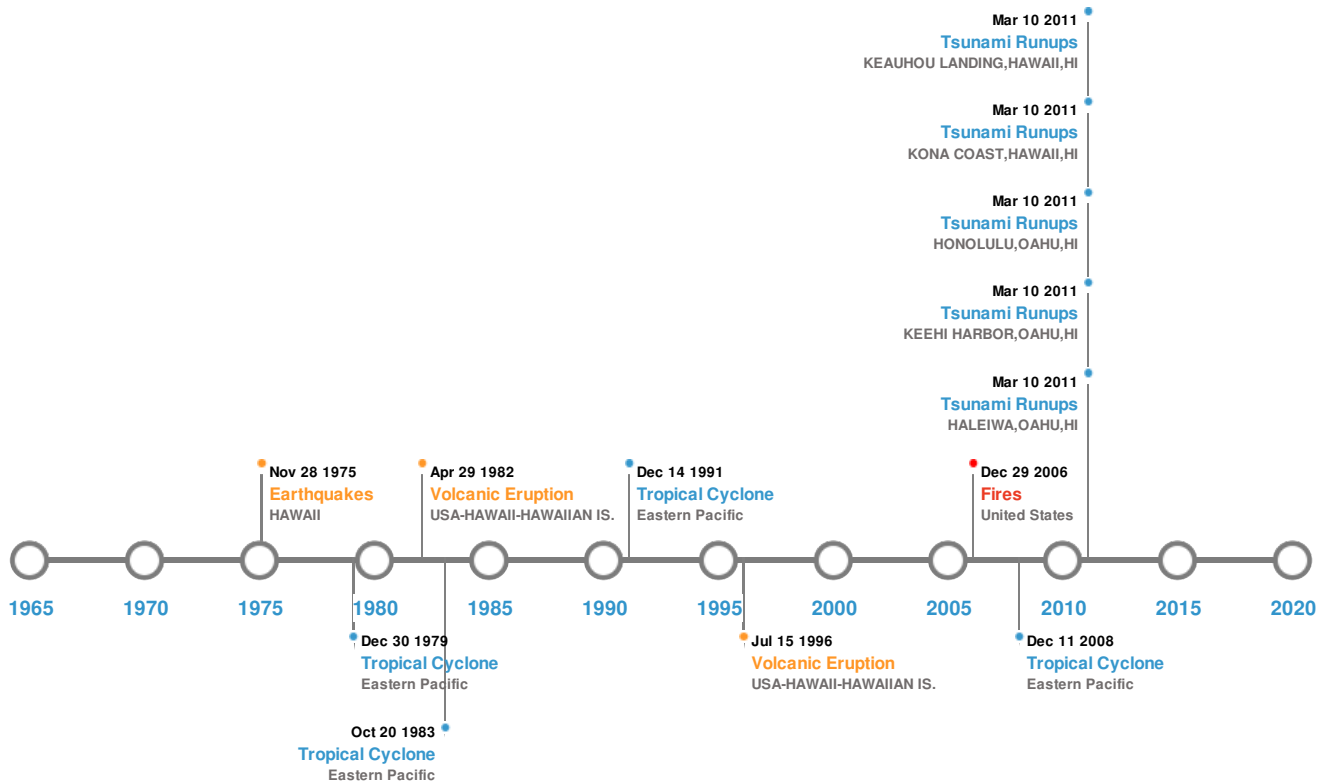 Mar 10 2011
Tsunami Runups
KEAUHOU LANDING,HAWAII,HI
Mar 10 2011
Tsunami Runups
KONA COAST,HAWAII,HI
Mar 10 2011
Tsunami Runups
HONOLULU,OAHU,HI
Mar 10 2011
Tsunami Runups
KEEHI HARBOR,OAHU,HI
Mar 10 2011
Tsunami Runups
HALEIWA,OAHU,HI
Nov 28 1975
Earthquakes
HAWAII
Apr 29 1982
Volcanic Eruption
USA-HAWAII-HAWAIIAN IS.
Dec 14 1991
Tropical Cyclone
Eastern Pacific
Dec 29 2006
Fires
United States
1965 1970 1975 1980 1985 1990 1995 2000 2005 2010 2015 2020
Dec 30 1979
Tropical Cyclone
Eastern Pacific
Jul 15 1996
Volcanic Eruption
USA-HAWAII-HAWAIIAN IS.
Dec 11 2008
Tropical Cyclone
Eastern Pacific
Oct 20 1983
Tropical Cyclone
Eastern Pacific